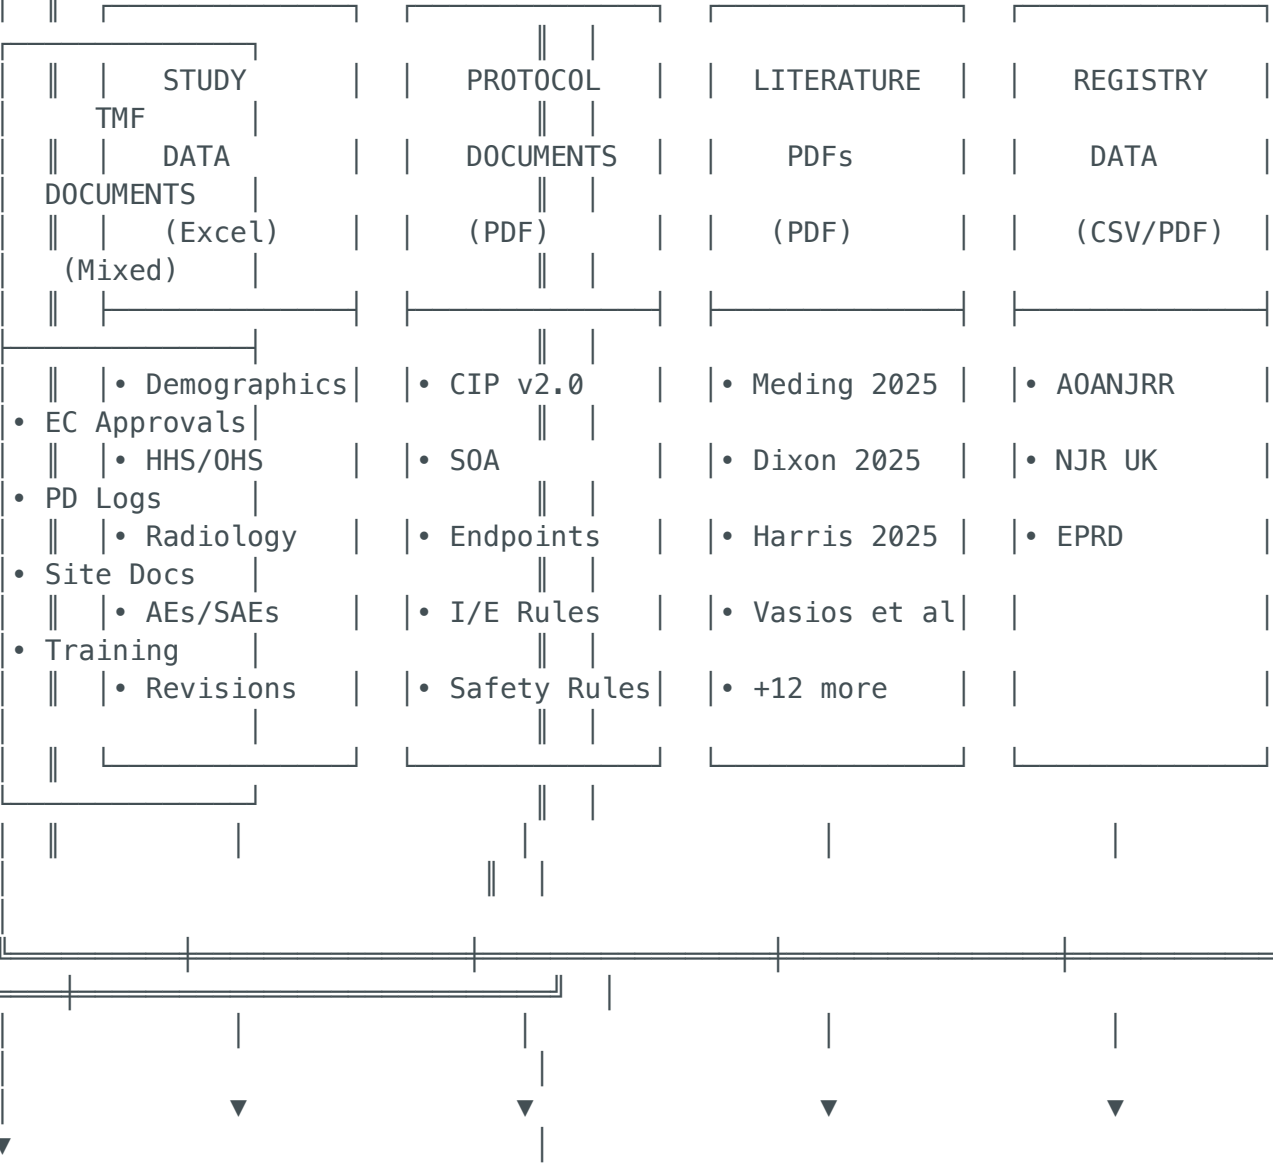 STUDY PROTOCOL LITERATURE REGISTRY
TMF
DATA DOCUMENTS PDFs DATA
DOCUMENTS
(Excel) (PDF) (PDF) (CSV/PDF)
(Mixed)
• Demographics • CIP v2.0 • Meding 2025 • AOANJRR
• EC Approvals
• HHS/OHS • SOA • Dixon 2025 • NJR UK
• PD Logs
• Radiology • Endpoints • Harris 2025 • EPRD
• Site Docs
• AEs/SAEs • I/E Rules • Vasios et al
• Training
• Revisions • Safety Rules • +12 more